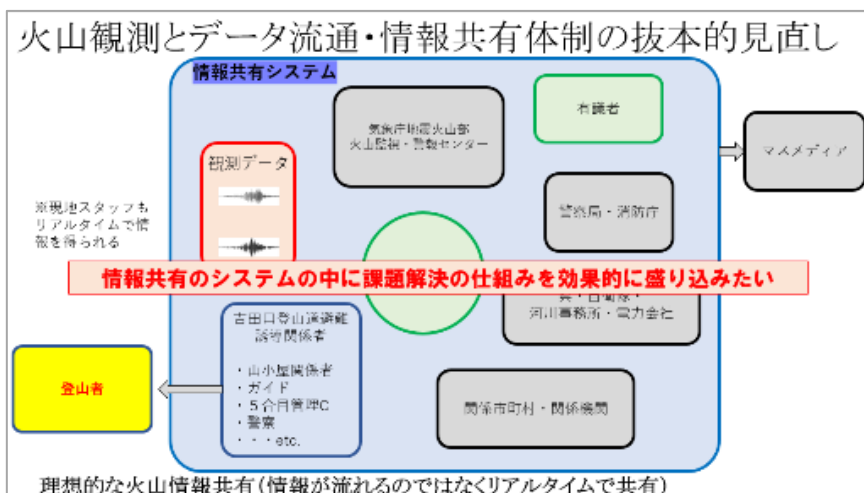 火山観測とデータ流通・情報共有体制の抜本的見直し
情報共有システム
気象庁地震火山部
火山監視・警報センター
有識者
観測データ
マスメディア
警察局・消防庁
※現地スタッフも
リアルタイムで情
報を得られる
情報共有のシステムの中に課題解決の仕組みを効果的に盛り込みたい
県・自衛隊・
河川事務所・電力会社
吉田口登山道避難
誘導関係者
・山小屋関係者
・ガイド
・５合目管理C
・警察
・・・etc.
登山者
関係市町村・関係機関
理想的な火山情報共有(情報が流れるのではなくリアルタイムで共有)